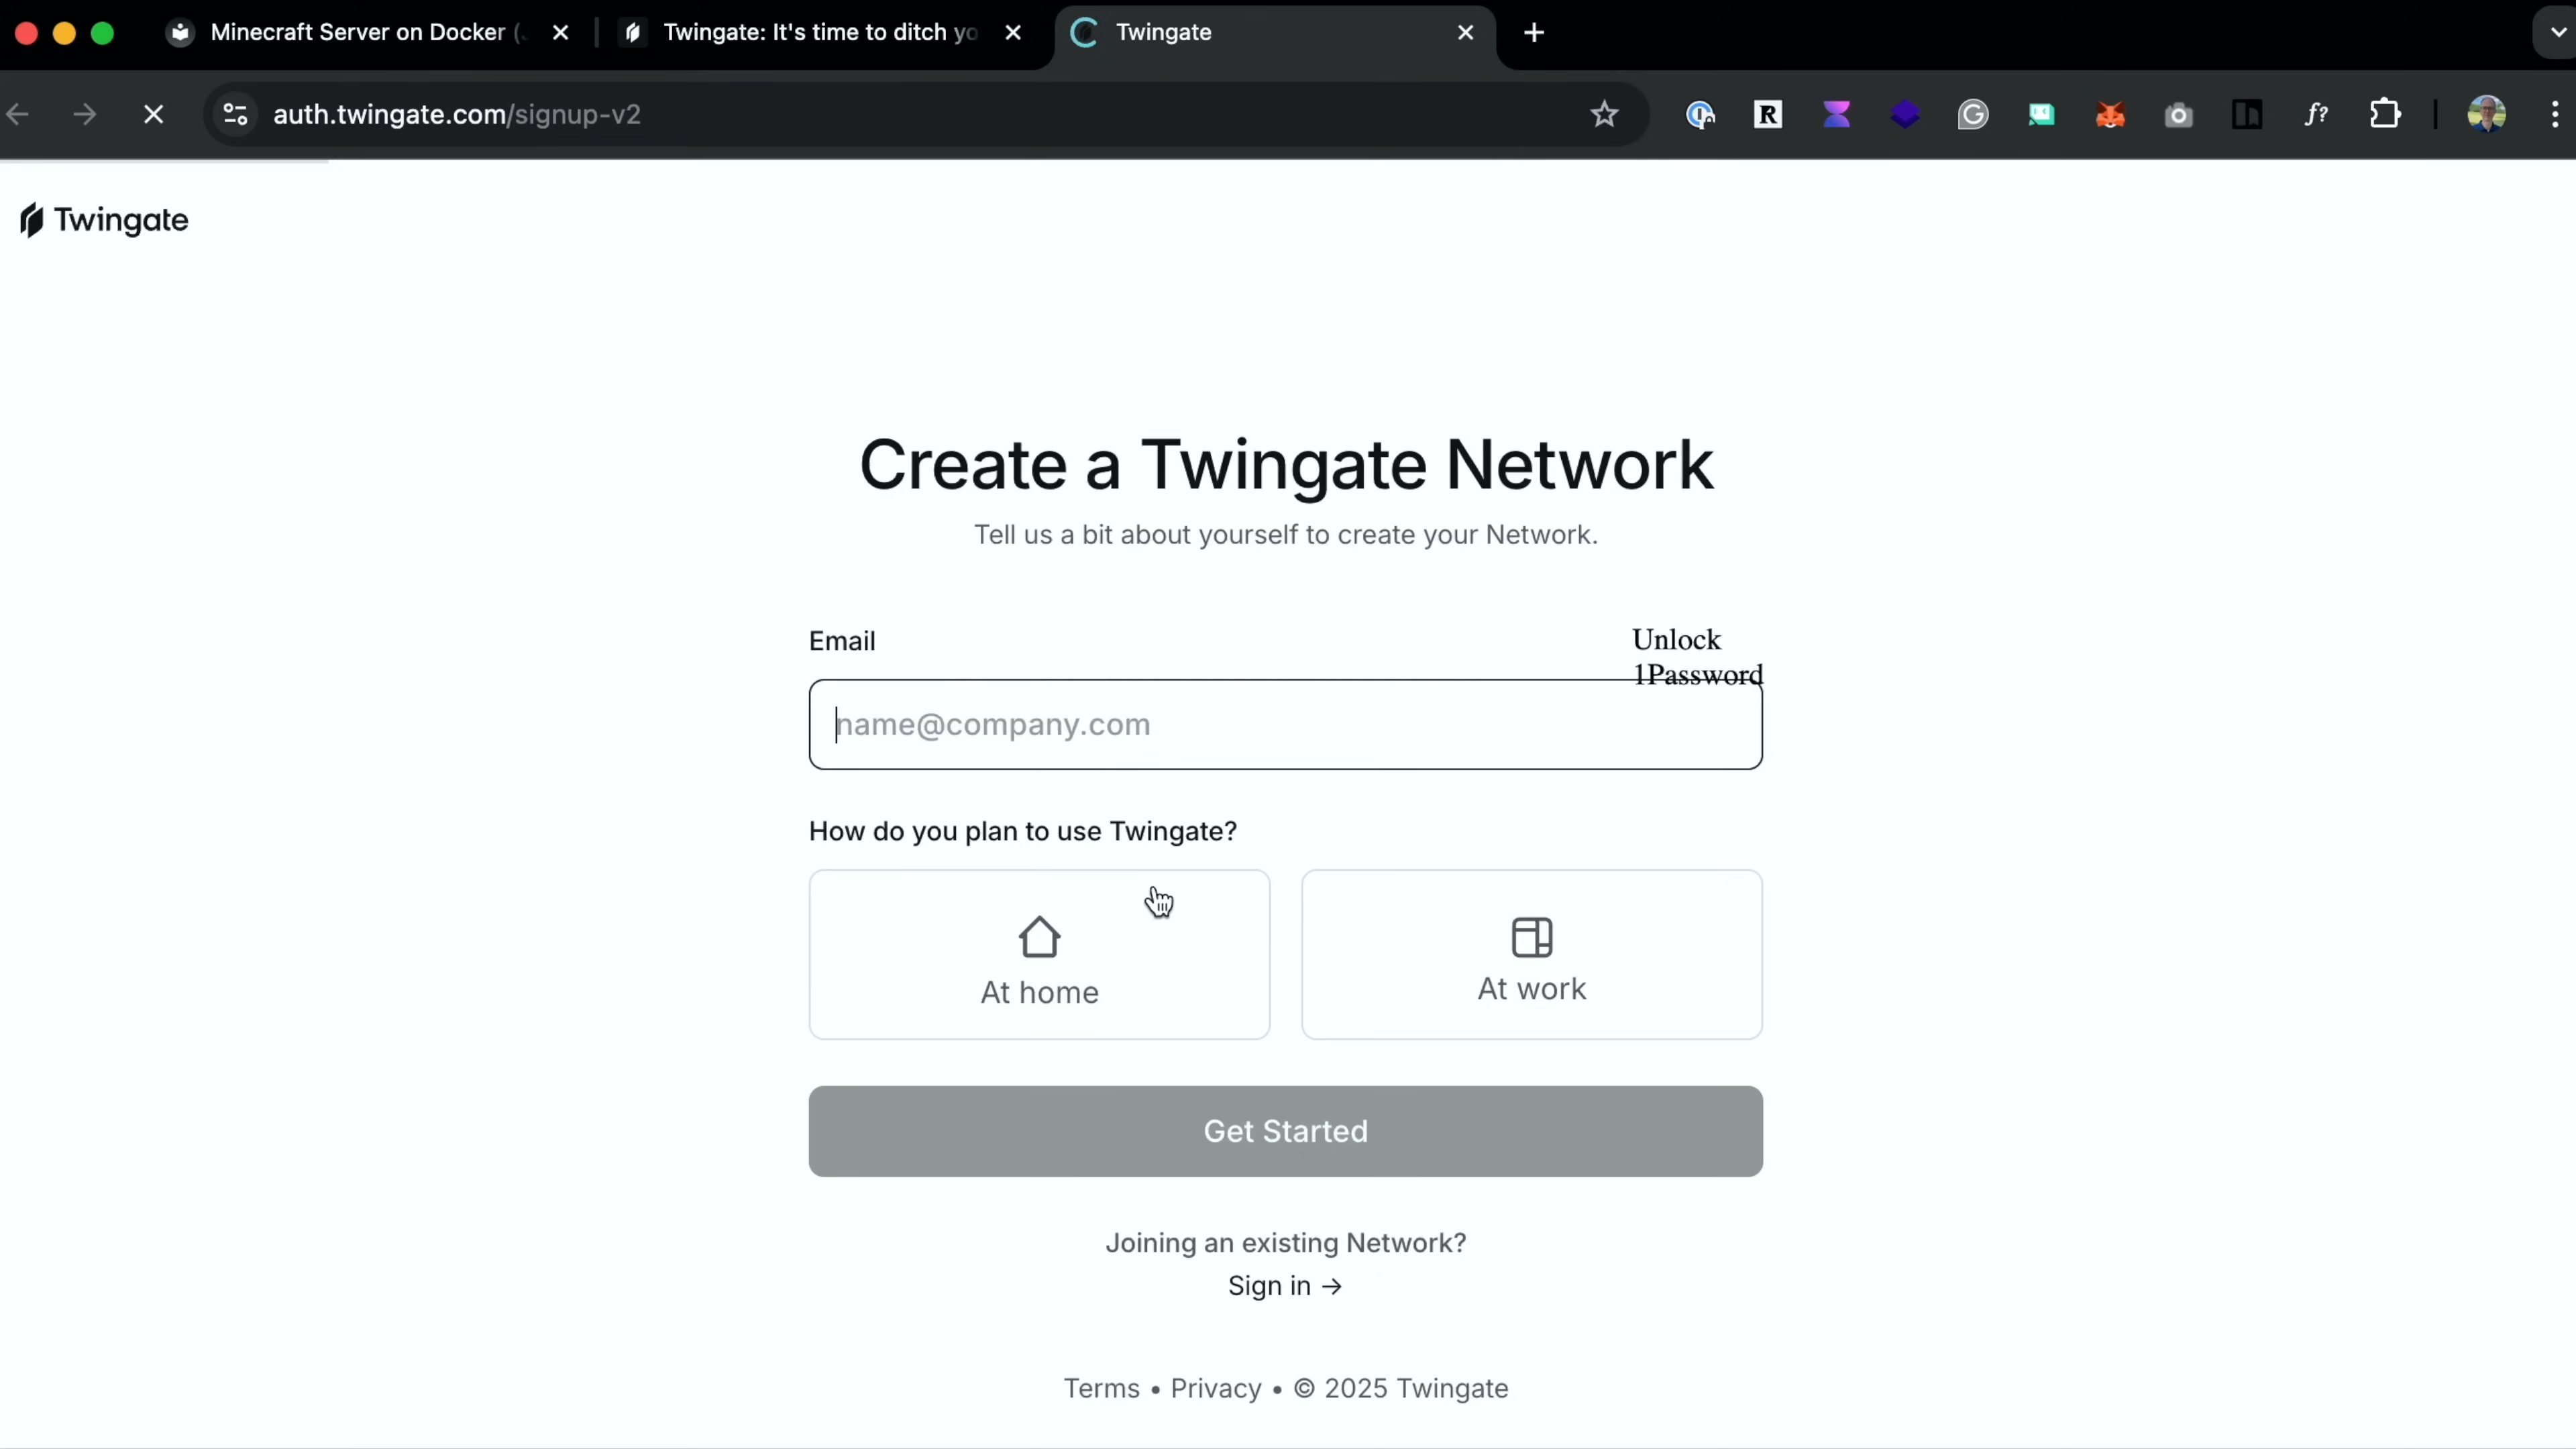 Minecraft Server on Docker (
Twingate: It's time to ditch yo
Twingate
auth.twingate.com/signup-v2
Twingate
Create a Twingate Network
Tell us a bit about yourself to create your Network.
Email
Unlock
1Password
name@company.com
How do you plan to use Twingate?
At home
At work
Get Started
Joining an existing Network?
Sign in →
Terms • Privacy • © 2025 Twingate